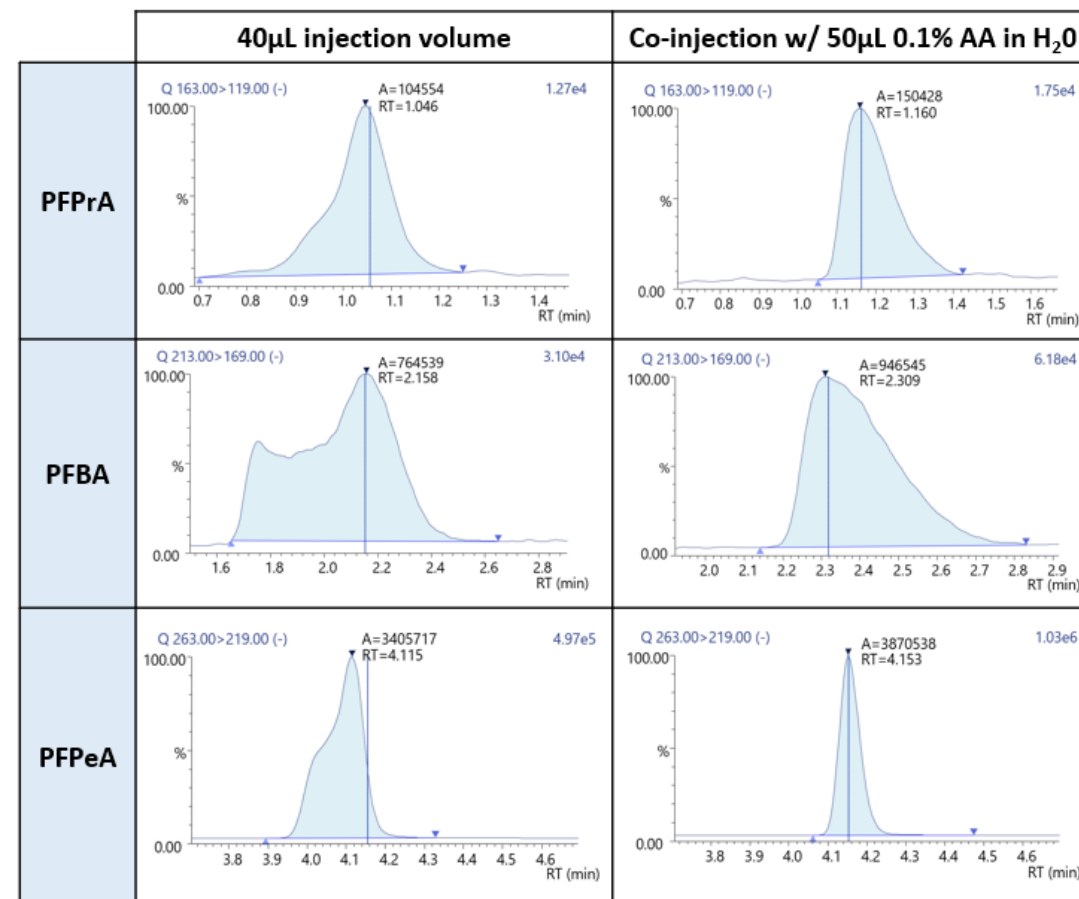 40µL injection volume
Co-injection w/ 50µL 0.1% AA in H₂0
PFPrA
Q 163.00>119.00 (-)
A=104554
RT=1.046
1.27e4
100.00
%
0.00
0.7 0.8 0.9 1.0 1.1 1.2 1.3 1.4
RT (min)
Q 163.00>119.00 (-)
A=150428
RT=1.160
1.75e4
100.00
%
0.00
0.7 0.8 0.9 1.0 1.1 1.2 1.3 1.4 1.5 1.6
RT (min)
PFBA
Q 213.00>169.00 (-)
A=764539
RT=2.158
3.10e4
100.00
%
0.00
1.6 1.8 2.0 2.2 2.4 2.6 2.8
RT (min)
Q 213.00>169.00 (-)
A=946545
RT=2.309
6.18e4
100.00
%
0.00
2.0 2.1 2.2 2.3 2.4 2.5 2.6 2.7 2.8 2.9
RT (min)
PFPeA
Q 263.00>219.00 (-)
A=3405717
RT=4.115
4.97e5
100.00
%
0.00
3.8 3.9 4.0 4.1 4.2 4.3 4.4 4.5 4.6
RT (min)
Q 263.00>219.00 (-)
A=3870538
RT=4.153
1.03e6
100.00
%
0.00
3.8 3.9 4.0 4.1 4.2 4.3 4.4 4.5 4.6
RT (min)